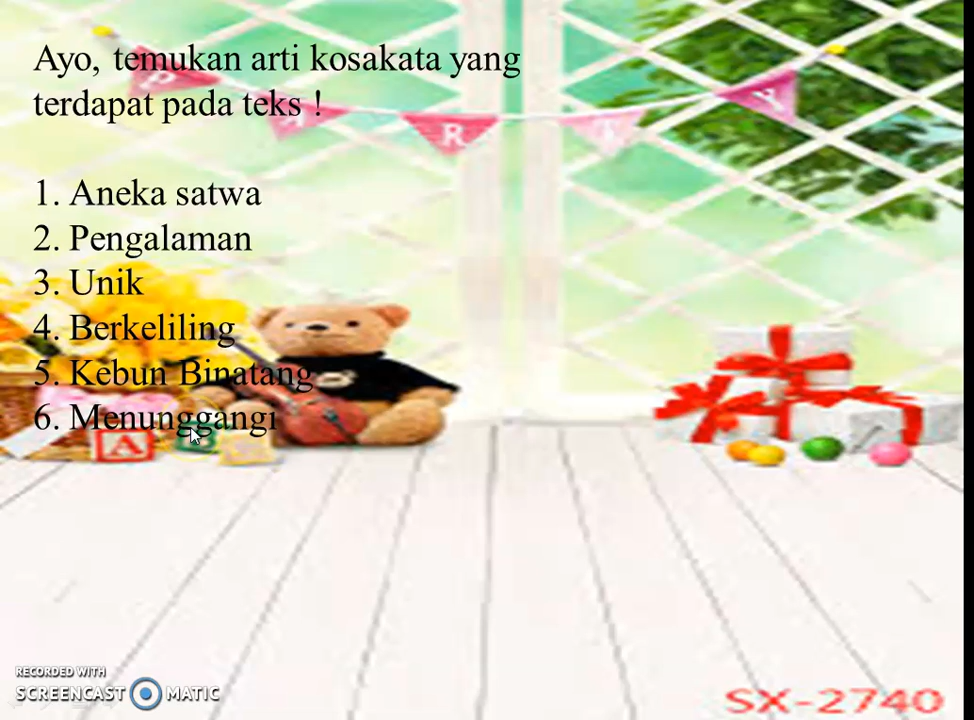 Ayo, temukan arti kosakata yang
terdapat pada teks !
1. Aneka satwa
2. Pengalaman
3. Unik
4. Berkeliling
5. Kebun Binatang
6. Menunggangi
P A R T Y
A
RECORDED WITH
SCREENCAST MATIC
SX-2740